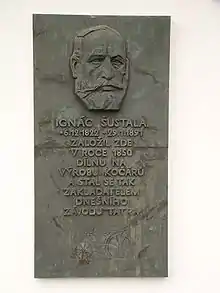 IGNÁC ŠUSTALA
*6.12.1822 - 29.1.1891
ZALOŽIL ZDE
V ROCE 1850
DÍLNU NA
VÝROBU KOČÁRŮ
A STAL SE TAK
ZAKLADATELEM
DNEŠNÍHO
ZÁVODU TATRA